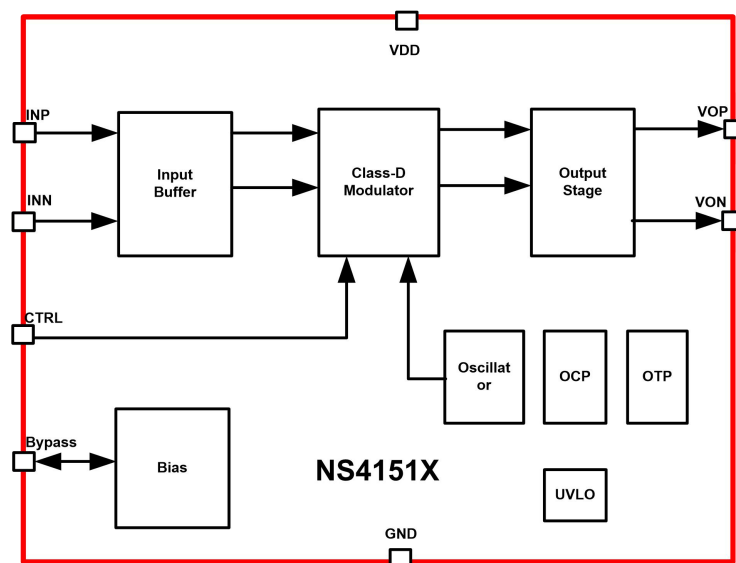 VDD
INP
VOP
Input
Buffer
Class-D
Modulator
Output
Stage
INN
VON
CTRL
Oscillat
or
OCP
OTP
Bypass
Bias
NS4151X
UVLO
GND